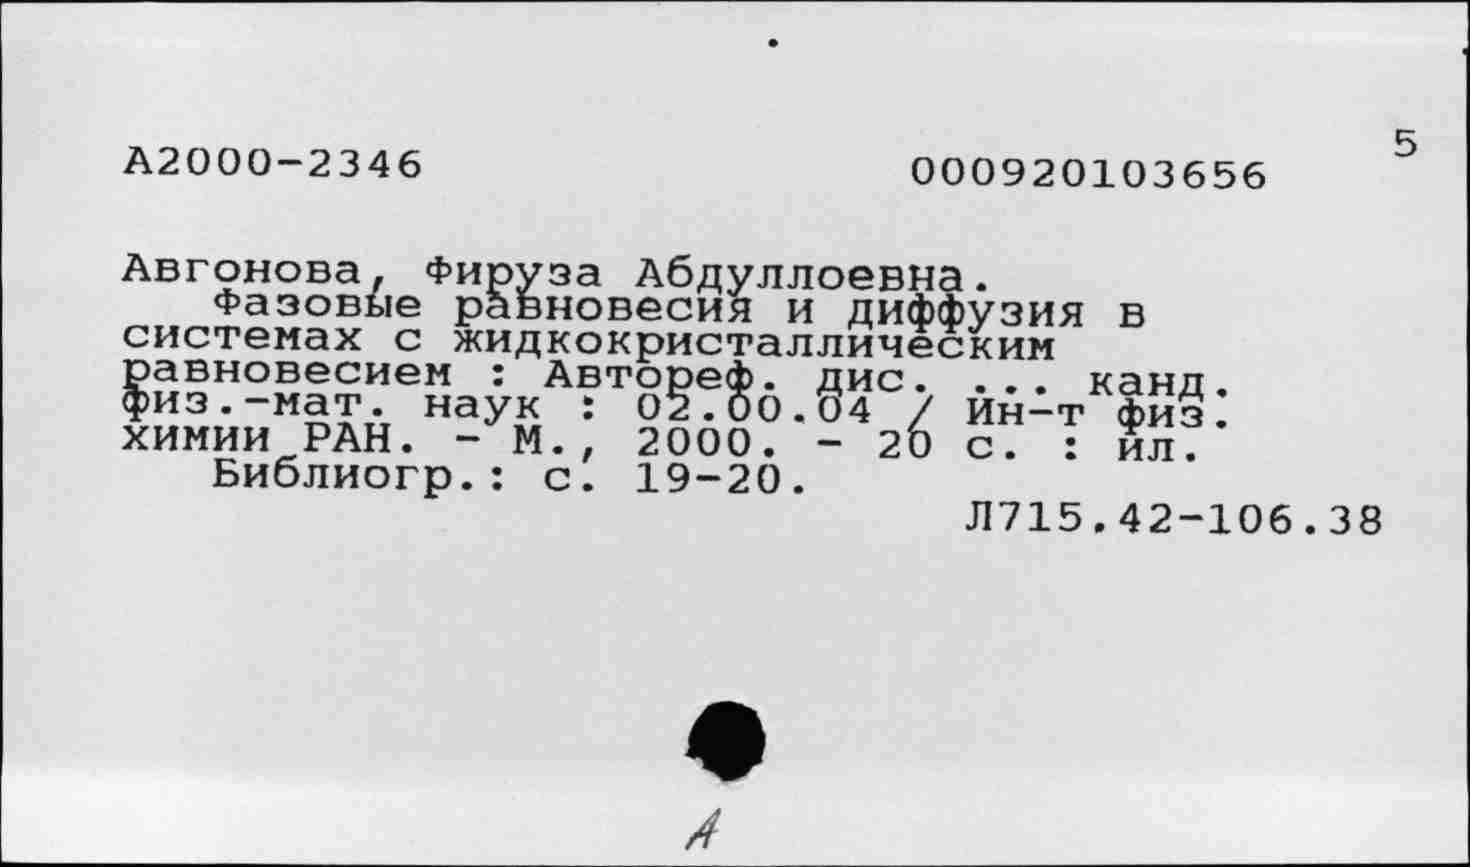 5
А2000-2346 000920103656
Авгонова, Фируза Абдуллоевна.
Фазовые равновесия и диффузия в
системах с жидкокристаллическим
равновесием : Автореф. дис. ... канд.
физ.-мат. наук : 02.00.04 / Ин-т физ.
химии РАН. - М., 2000. - 20 с. : ил.
Библиогр.: с. 19-20.
Л715.42-106.38
А